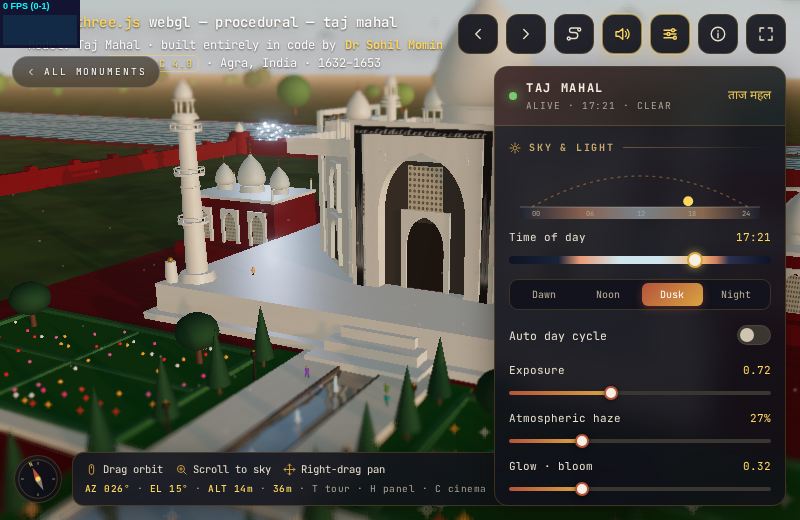 0 FPS (0-1)
three.js webgl — procedural — taj mahal
Taj Mahal · built entirely in code by Dr Sohil Momin
4.0 · Agra, India · 1632–1653
ALL MONUMENTS
TAJ MAHAL
ALIVE · 17:21 · CLEAR
ताज महल
SKY & LIGHT
00 06 12 18 24
Time of day 17:21
Dawn Noon Dusk Night
Auto day cycle
Exposure 0.72
Atmospheric haze 27%
Glow · bloom 0.32
N
Drag orbit Scroll to sky Right-drag pan
AZ 026° · EL 15° · ALT 14m · 36m · T tour · H panel · C cinema